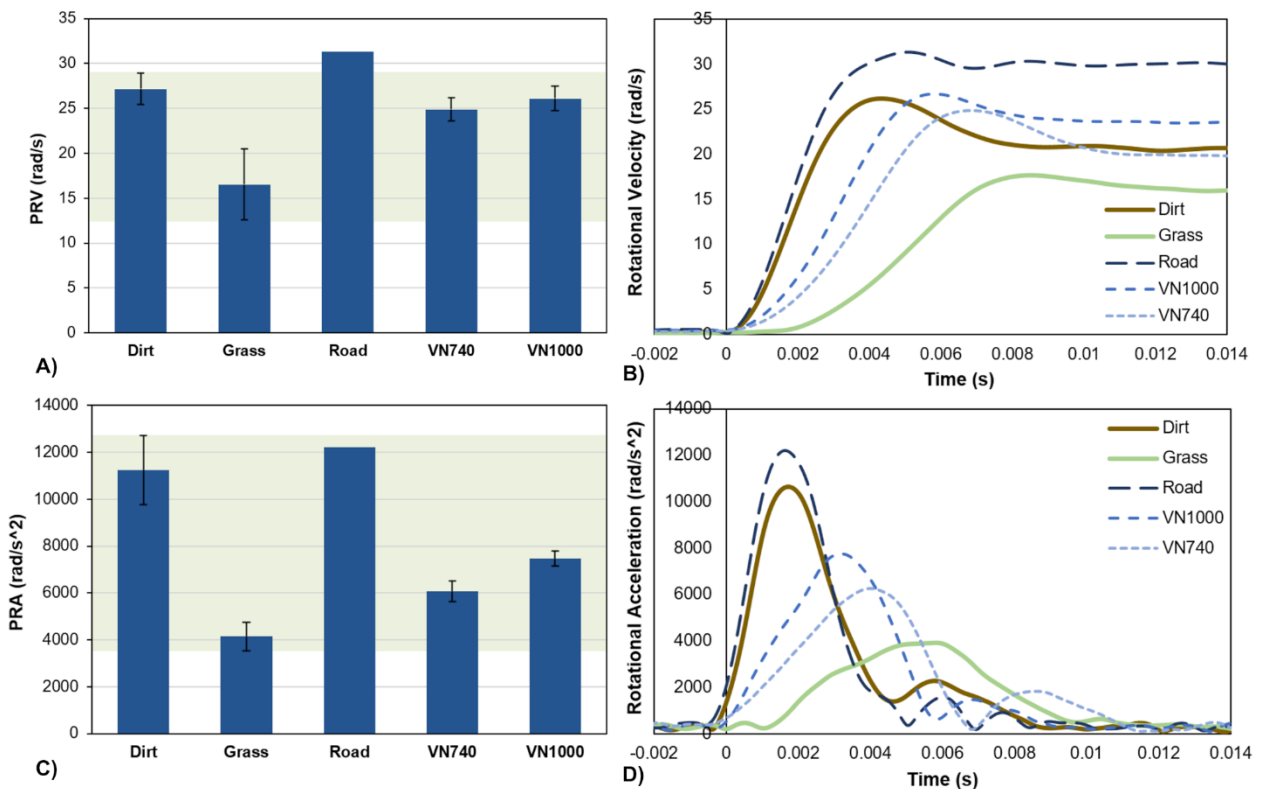 35
30
25
20
15
10
5
0
PRV (rad/s)
Dirt Grass Road VN740 VN1000
A)
35
30
25
20
15
10
5
0
Rotational Velocity (rad/s)
Dirt
Grass
Road
VN1000
VN740
-0.002 0 0.002 0.004 0.006 0.008 0.01 0.012 0.014
Time (s)
B)
14000
12000
10000
8000
6000
4000
2000
0
PRA (rad/s^2)
Dirt Grass Road VN740 VN1000
C)
14000
12000
10000
8000
6000
4000
2000
0
Rotational Acceleration (rad/s^2)
Dirt
Grass
Road
VN1000
VN740
-0.002 0 0.002 0.004 0.006 0.008 0.01 0.012 0.014
Time (s)
D)